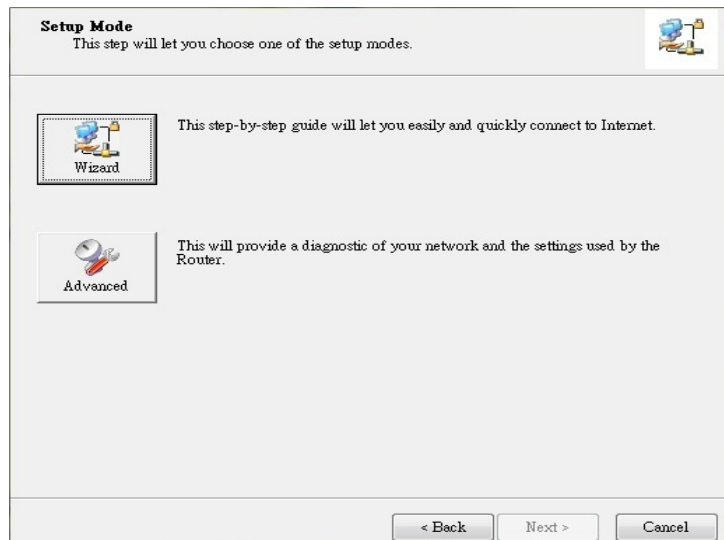 Setup Mode
This step will let you choose one of the setup modes.
This step-by-step guide will let you easily and quickly connect to Internet.
Wizard
This will provide a diagnostic of your network and the settings used by the
Router.
Advanced
< Back
Next >
Cancel